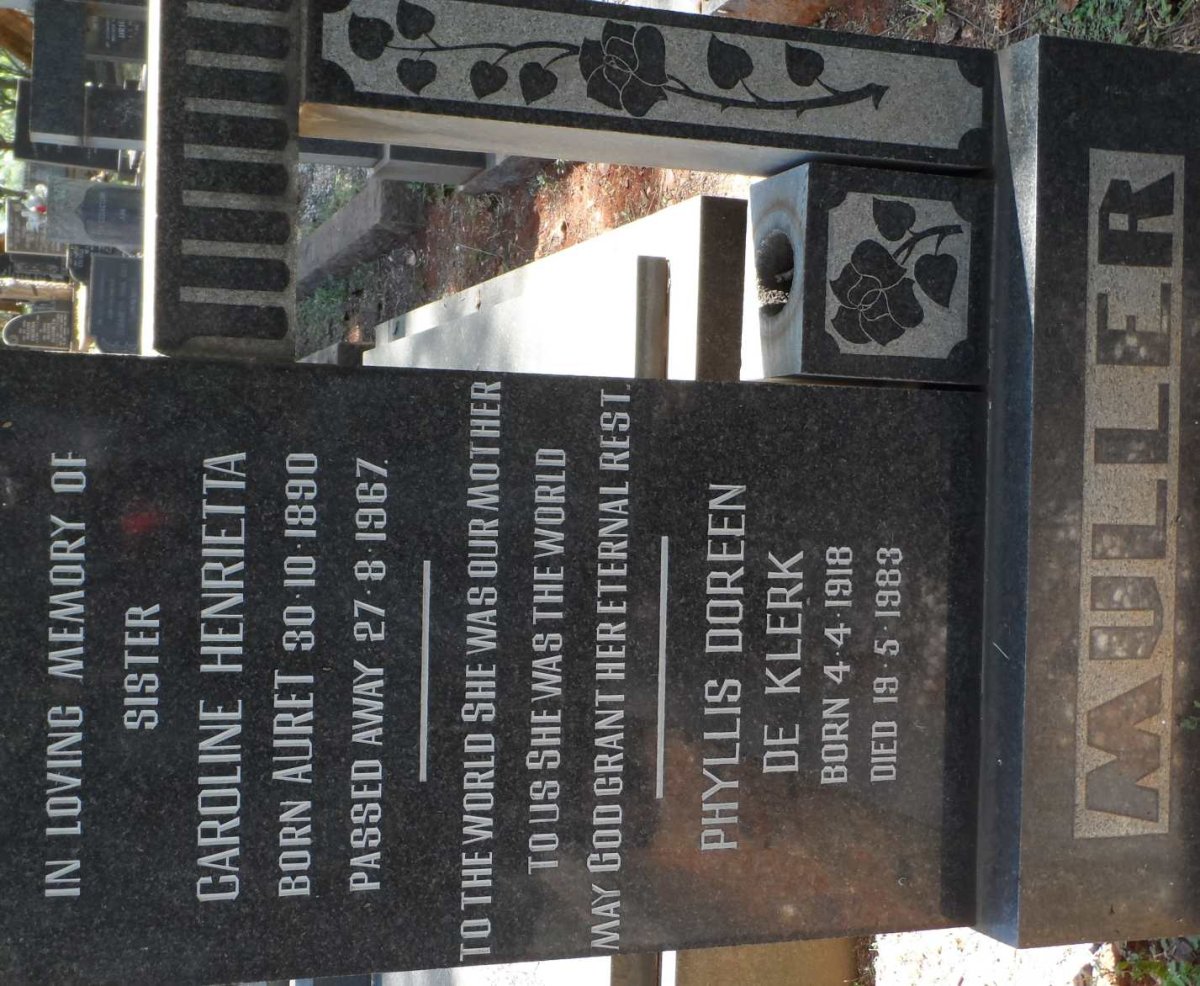 IN LOVING MEMORY OF
SISTER
CAROLINE HENRIETTA
BORN AURET 30·10·1890
PASSED AWAY 27·8·1967.
TO THE WORLD SHE WAS OUR MOTHER
TO US SHE WAS THE WORLD
MAY GOD GRANT HER ETERNAL REST.
PHYLLIS DOREEN
DE KLERK
BORN 4·4·1918
DIED 19·5·1983
MULLER